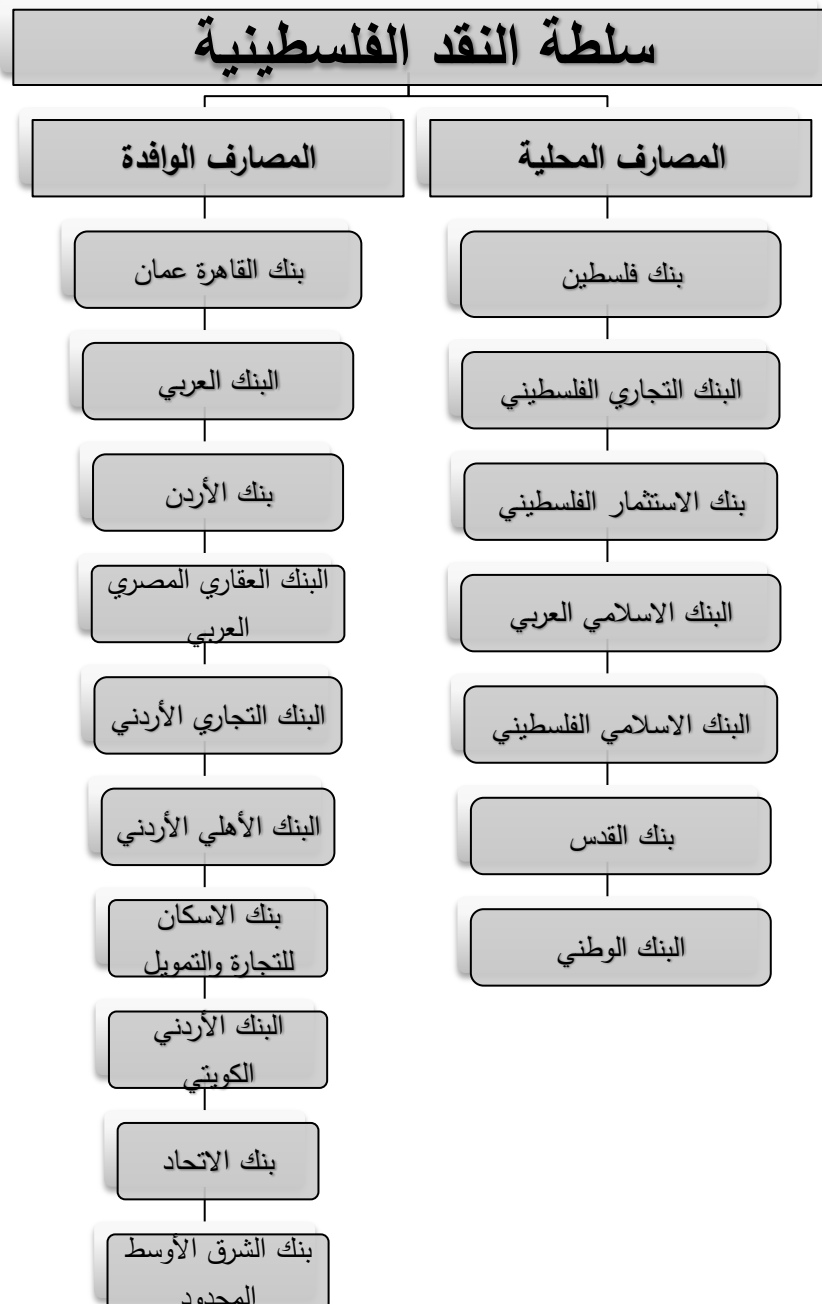 سلطة النقد الفلسطينية
المصارف المحلية
بنك فلسطين
البنك التجاري الفلسطيني
بنك الاستثمار الفلسطيني
البنك الاسلامي العربي
البنك الاسلامي الفلسطيني
بنك القدس
البنك الوطني
المصارف الوافدة
بنك القاهرة عمان
البنك العربي
بنك الأردن
البنك العقاري المصري
العربي
البنك التجاري الأردني
البنك الأهلي الأردني
بنك الاسكان
للتجارة والتمويل
البنك الأردني
الكويتي
بنك الاتحاد
بنك الشرق الأوسط
المحدود